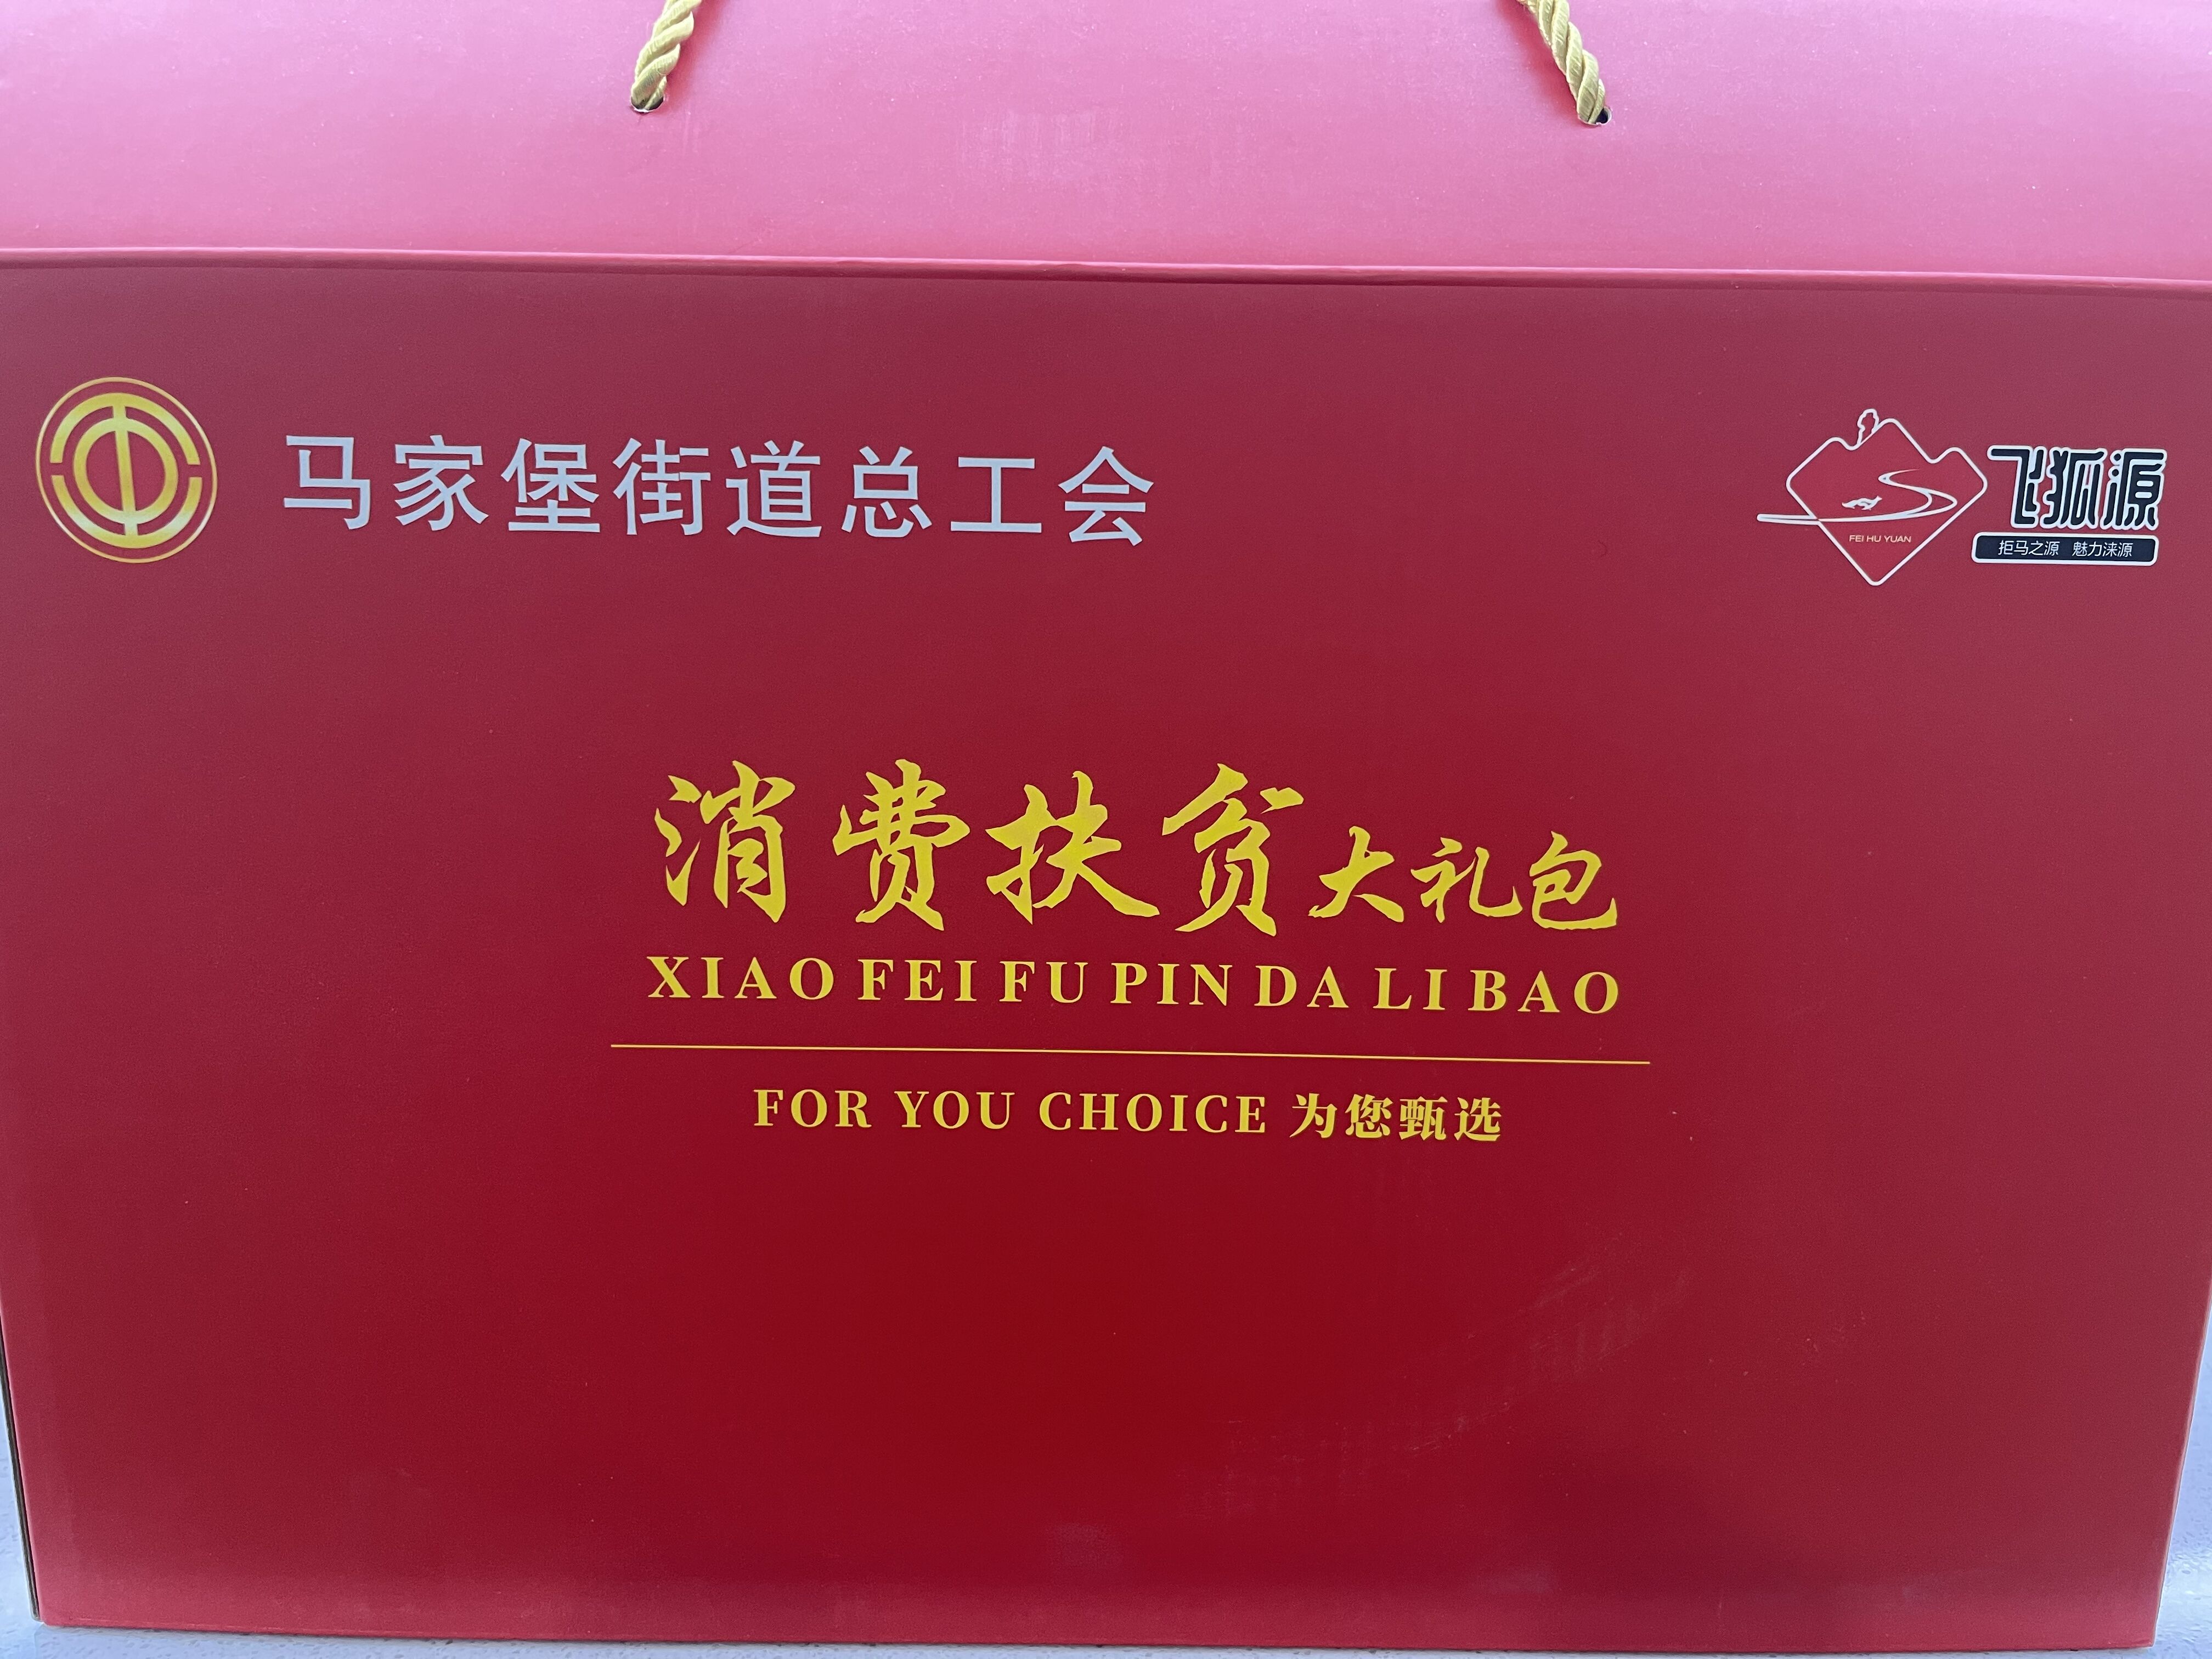 马家堡街道总工会
飞狐源
FEI HU YUAN
拒马之源 魅力涞源
消费扶贫大礼包
XIAO FEI FU PIN DA LI BAO
FOR YOU CHOICE 为您甄选